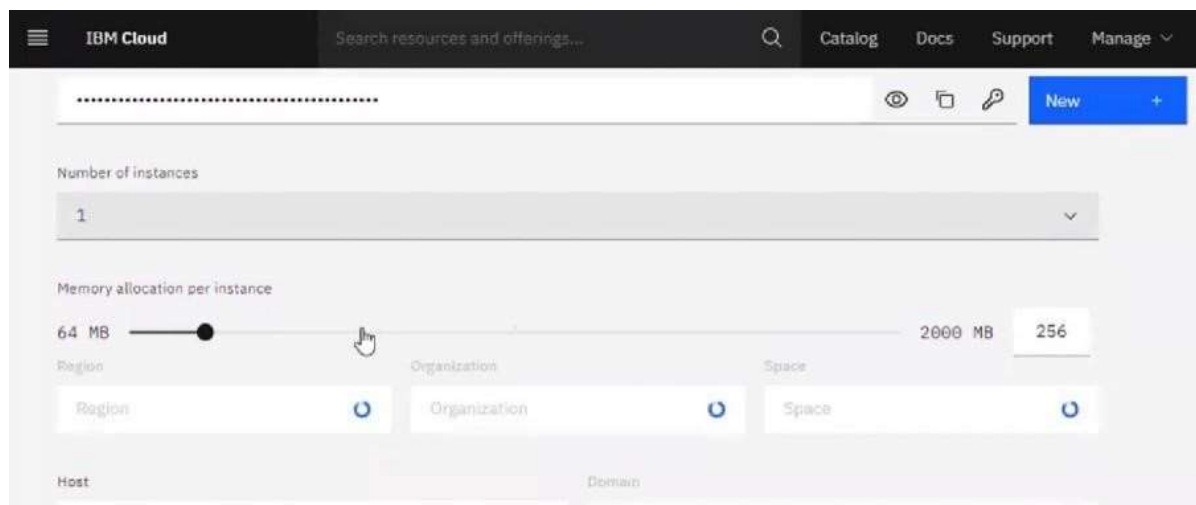 IBM Cloud Search resources and offerings... Catalog Docs Support Manage
............................................ New +
Number of instances
1
Memory allocation per instance
64 MB 2000 MB 256
Region Organization Space
Region Organization Space
Host Domain